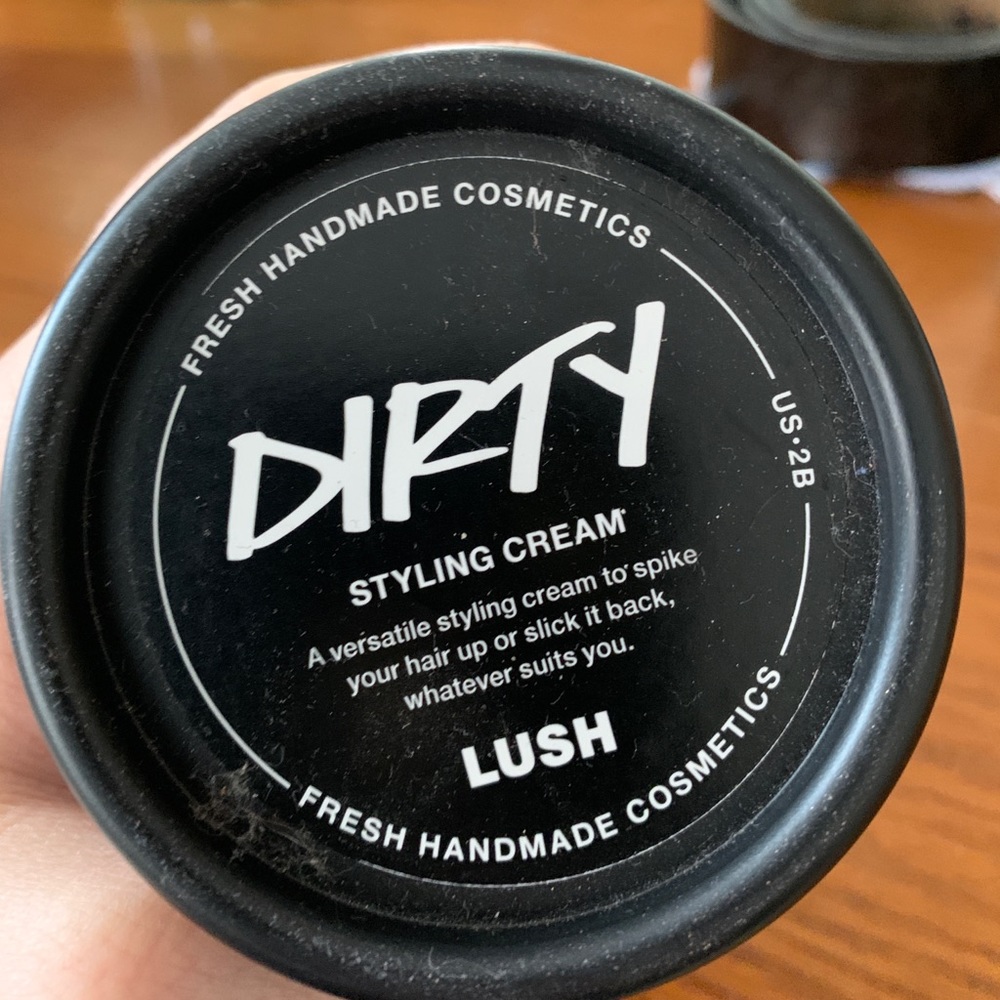 FRESH HANDMADE COSMETICS
US•2B
DIRTY
STYLING CREAM
A versatile styling cream to spike
your hair up or slick it back,
whatever suits you.
LUSH
FRESH HANDMADE COSMETICS